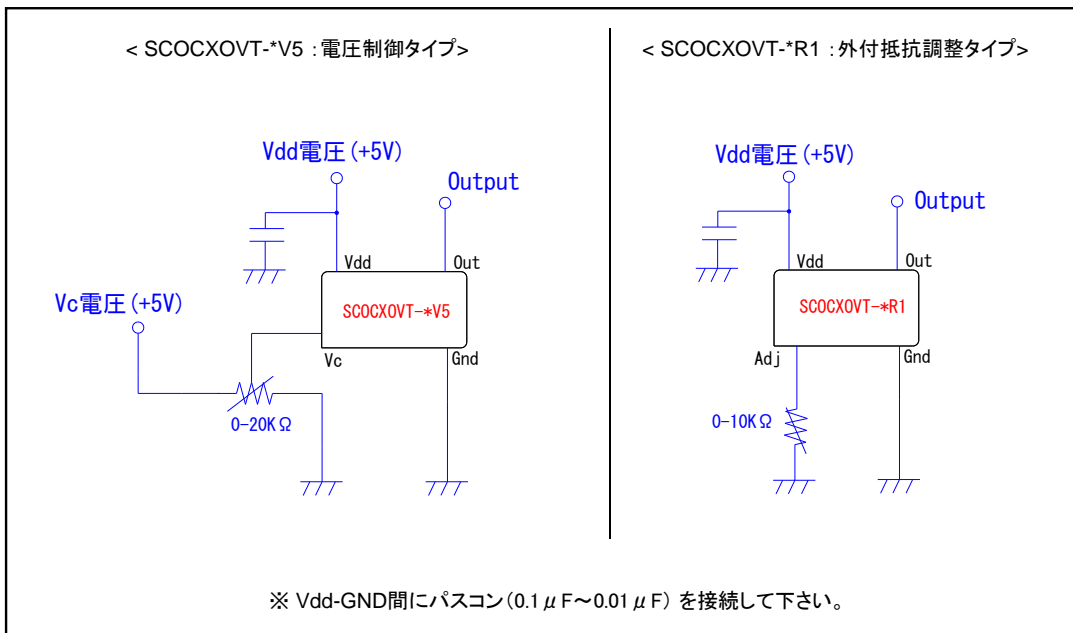 < SCOCXOVT-*V5 : 電圧制御タイプ>
Vdd電圧(+5V)
Output
Vdd
Out
Vc電圧(+5V)
SCOCXOVT-*V5
Vc
Gnd
0-20KΩ
< SCOCXOVT-*R1 : 外付抵抗調整タイプ>
Vdd電圧(+5V)
Output
Vdd
Out
SCOCXOVT-*R1
Adj
Gnd
0-10KΩ
※ Vdd-GND間にパスコン(0.1μF～0.01μF) を接続して下さい。